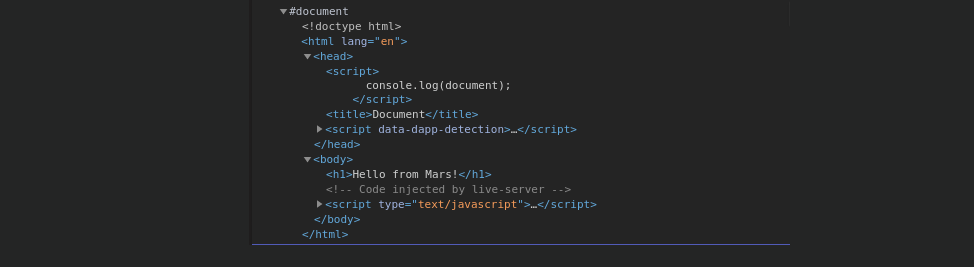 #document
<!doctype html>
<html lang="en">
<head>
<script>
console.log(document);
</script>
<title>Document</title>
<script data-dapp-detection>…</script>
</head>
<body>
<h1>Hello from Mars!</h1>
<!-- Code injected by live-server -->
<script type="text/javascript">…</script>
</body>
</html>